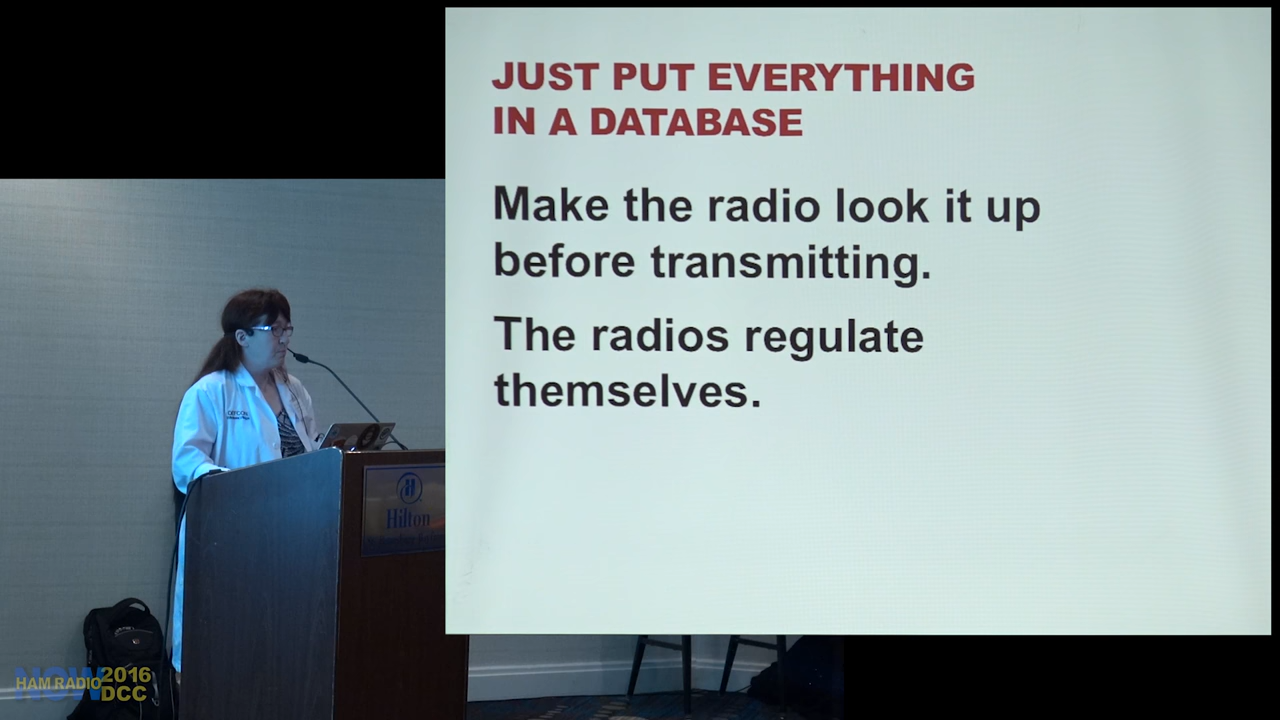 JUST PUT EVERYTHING
IN A DATABASE
Make the radio look it up
before transmitting.
The radios regulate
themselves.
DEFCON
H
Hilton
NOW
HAM RADIO
2016
DCC